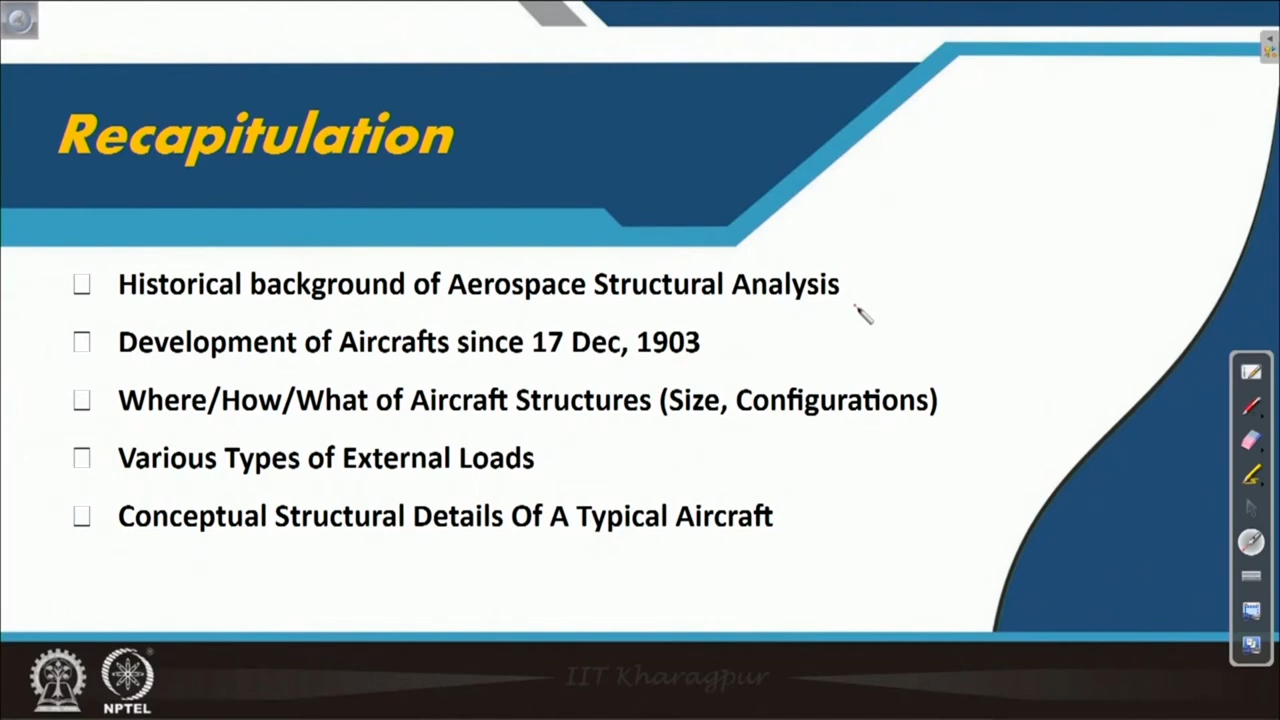 Recapitulation
Historical background of Aerospace Structural Analysis
Development of Aircrafts since 17 Dec, 1903
Where/How/What of Aircraft Structures (Size, Configurations)
Various Types of External Loads
Conceptual Structural Details Of A Typical Aircraft
IIT Kharagpur
NPTEL